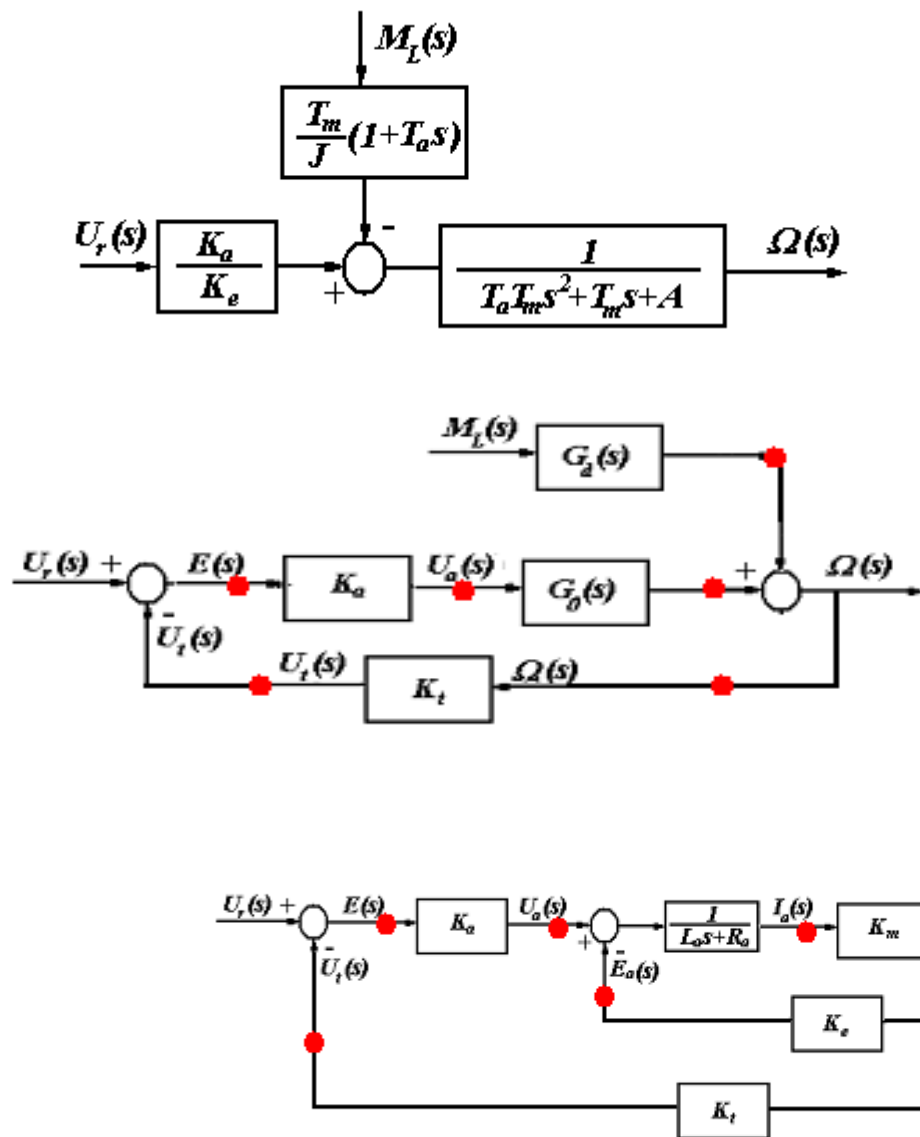 M_L(s)
T_m/J (1+T_a s)
-
U_r(s) K_a/K_e + 1/(T_a T_m s²+T_m s+A) Ω(s)
M_L(s) G_d(s)
U_r(s) + E(s) K_a U_a(s) G_0(s) + Ω(s)
-
U_t(s)
U_t(s) K_t Ω(s)
U_r(s) + E(s) K_a U_a(s) + 1/(L_a s+R_a) I_a(s) K_m
- -
U_t(s) E_a(s)
K_e
K_t